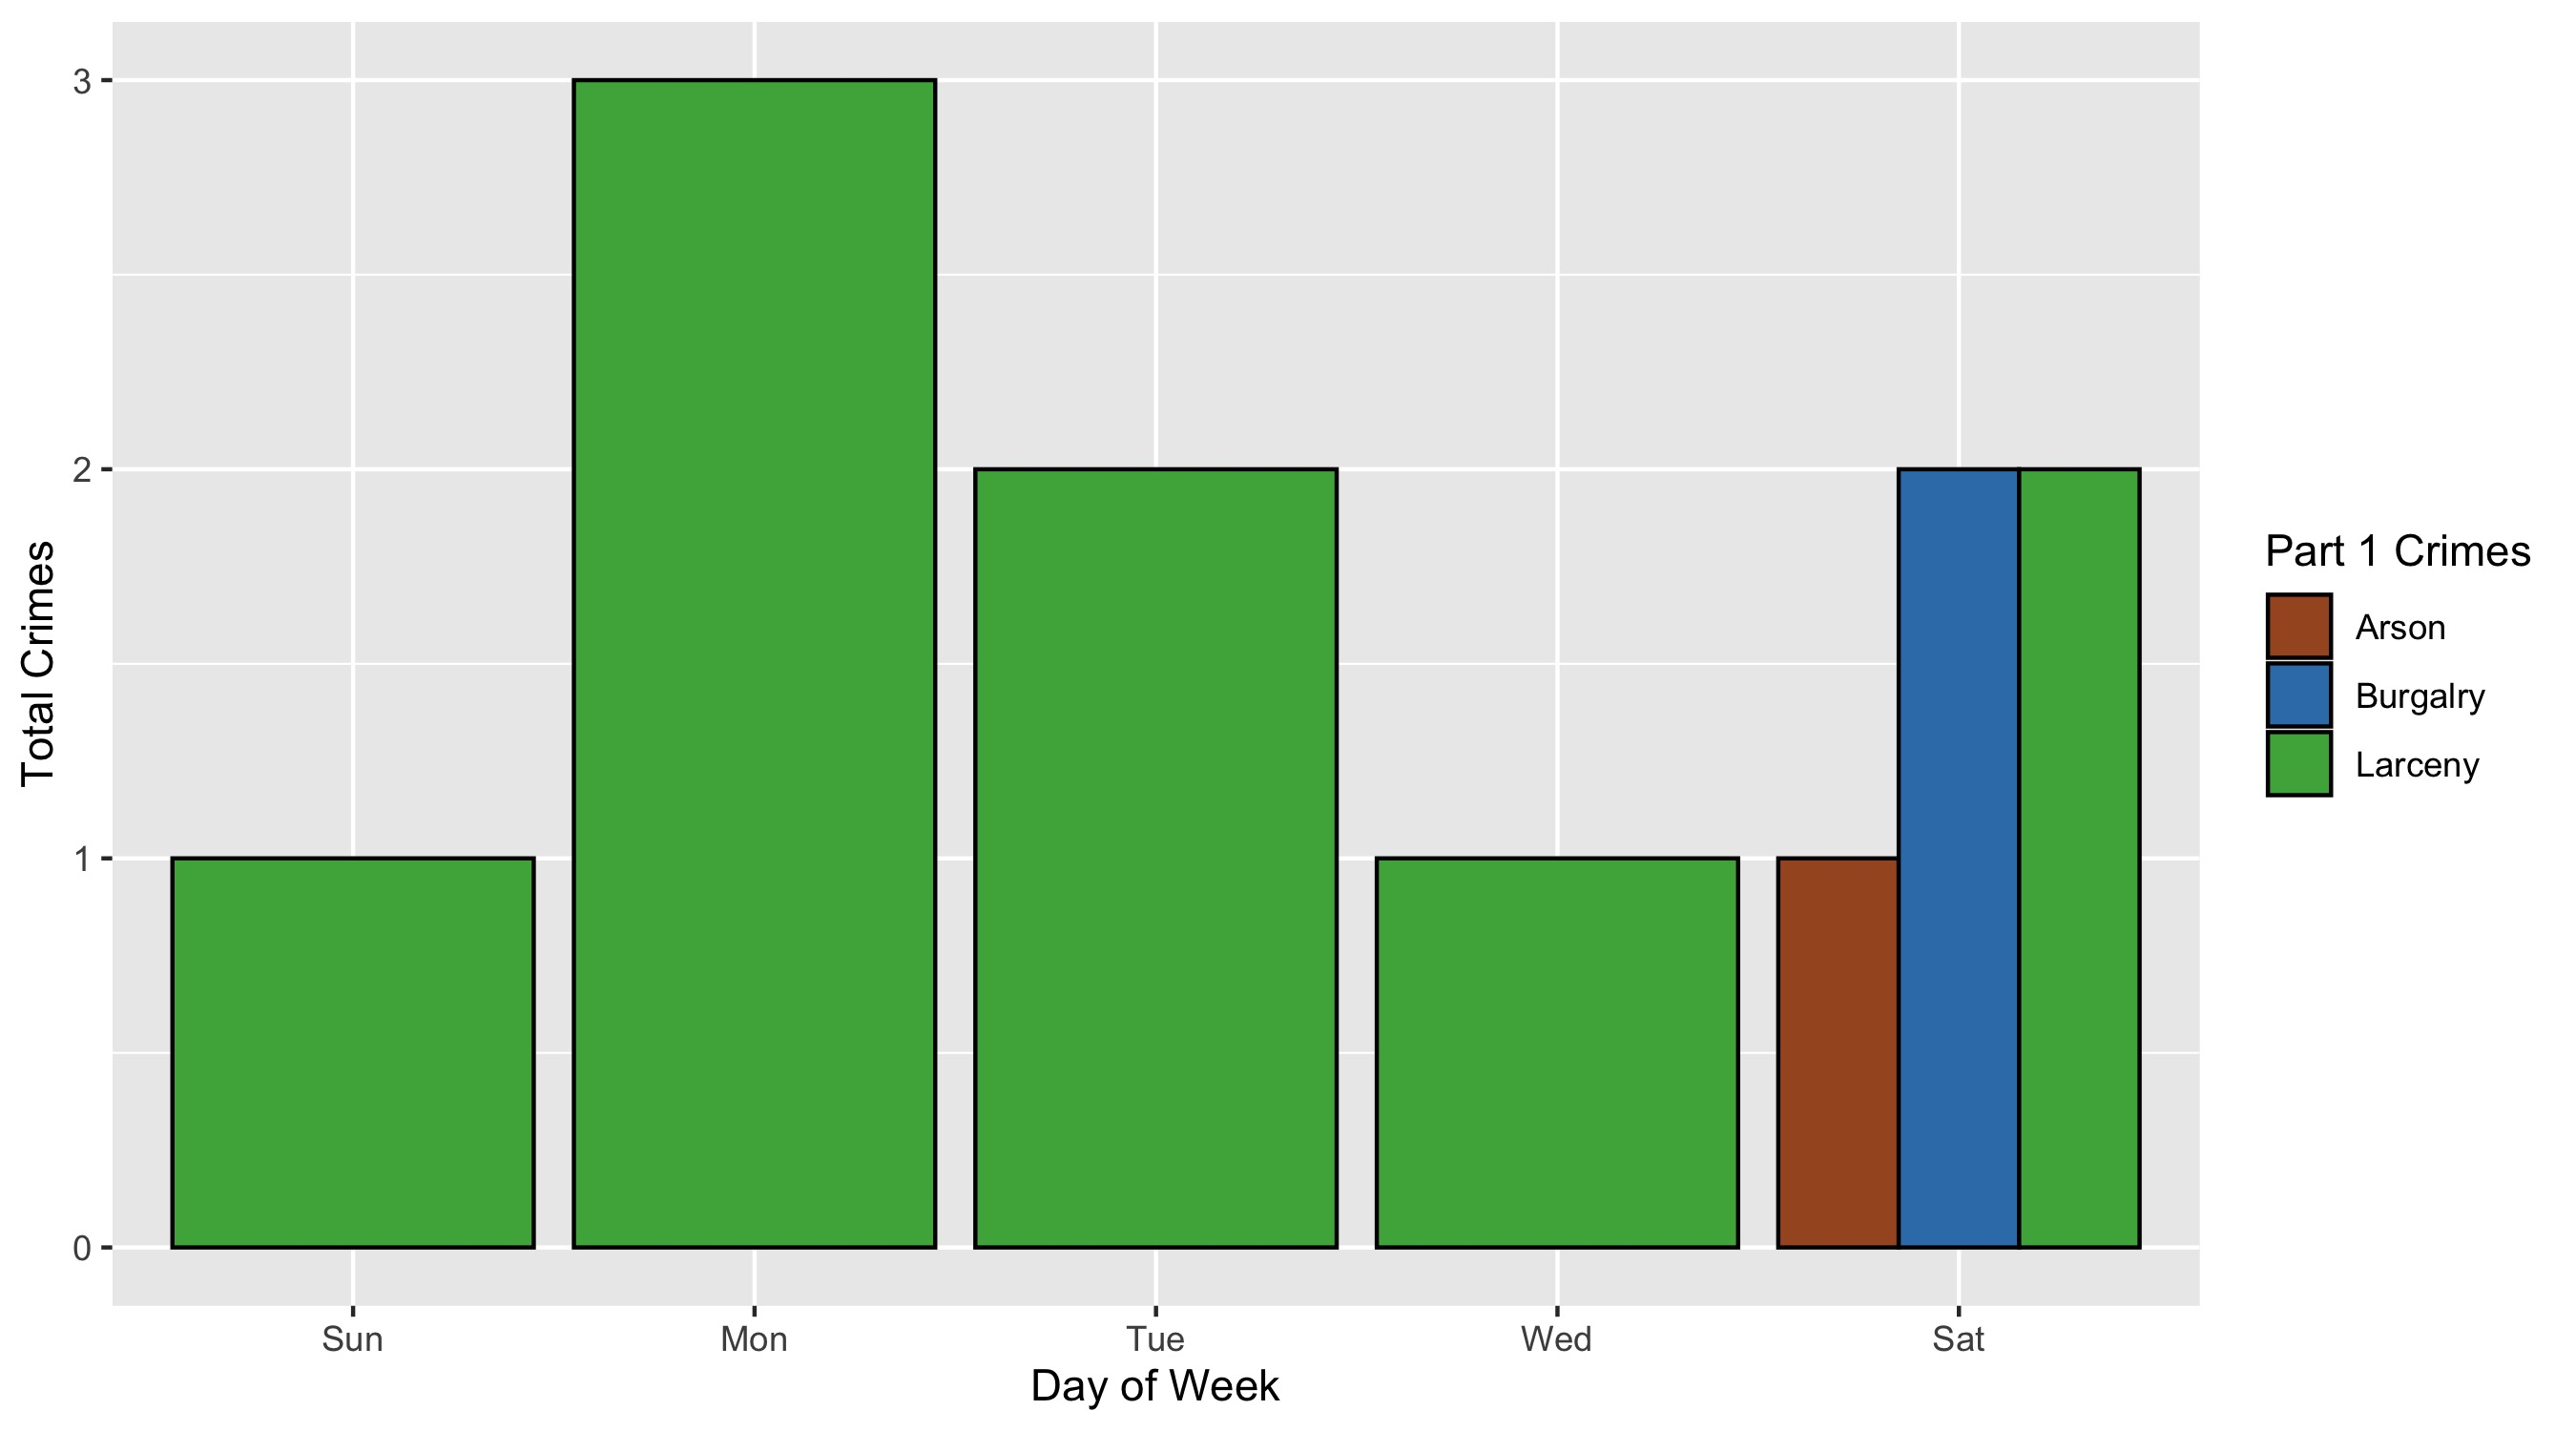 3
2
1
0
Total Crimes
Sun Mon Tue Wed Sat
Day of Week
Part 1 Crimes
Arson
Burgalry
Larceny